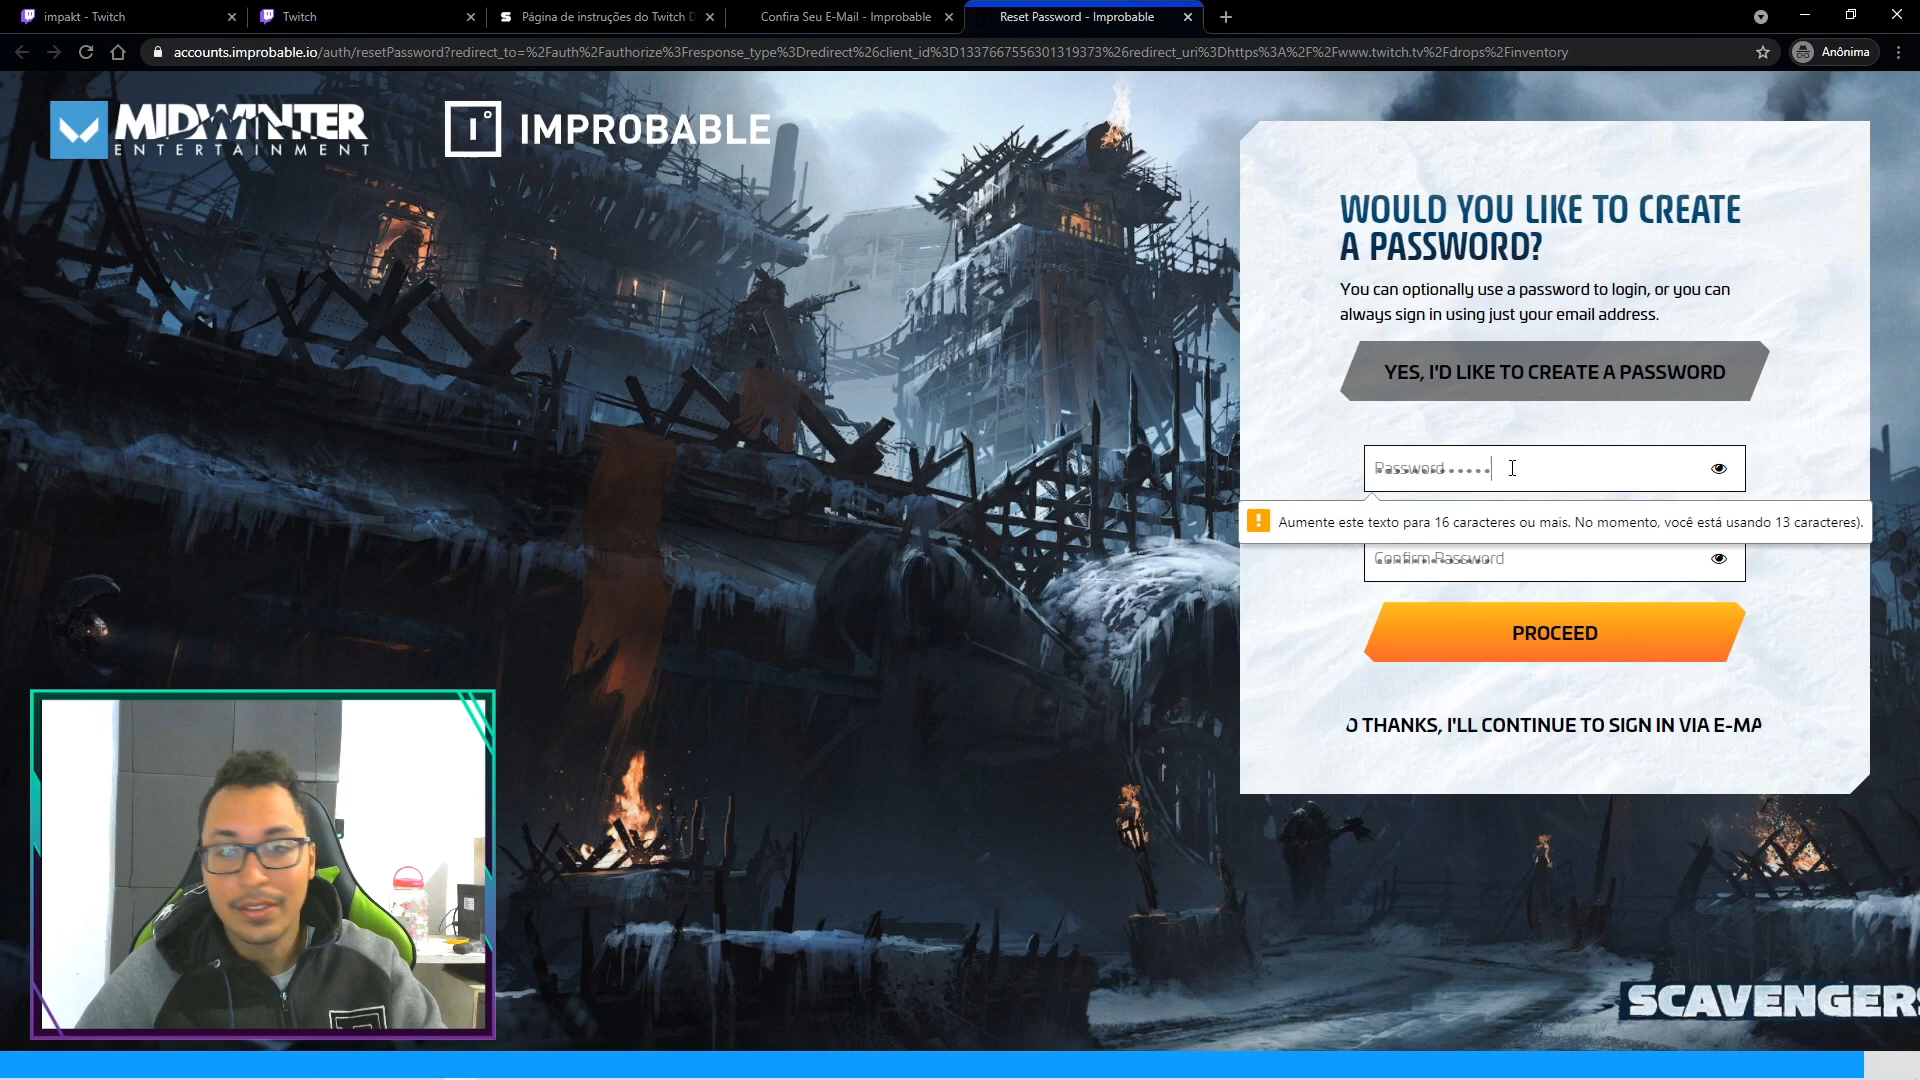 impakt - Twitch
Twitch
Página de instruções do Twitch D
Confira Seu E-Mail - Improbable
Reset Password - Improbable
accounts.improbable.io/auth/resetPassword?redirect_to=%2Fauth%2Fauthorize%3Fresponse_type%3Dredirect%26client_id%3D1337667556301319373%26redirect_uri%3Dhttps%3A%2F%2Fwww.twitch.tv%2Fdrops%2Finventory
Anônima
MIDWINTER
ENTERTAINMENT
IMPROBABLE
WOULD YOU LIKE TO CREATE
A PASSWORD?
You can optionally use a password to login, or you can
always sign in using just your email address.
YES, I'D LIKE TO CREATE A PASSWORD
Password
Aumente este texto para 16 caracteres ou mais. No momento, você está usando 13 caracteres).
Confirm Password
PROCEED
O THANKS, I'LL CONTINUE TO SIGN IN VIA E-MA
SCAVENGERS